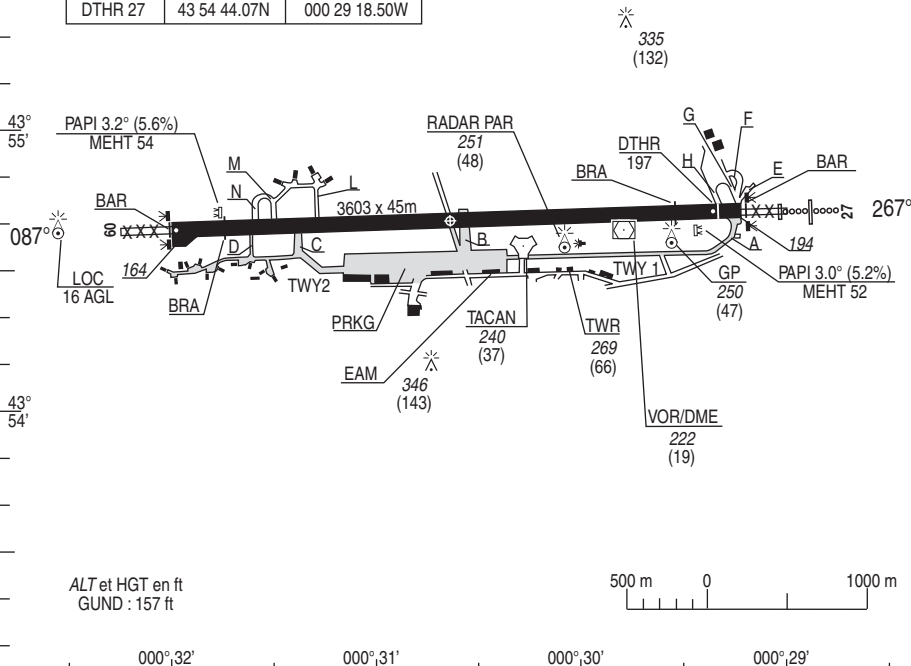 DTHR 27 43 54 44.07N 000 29 18.50W
335
(132)
43°
55'
PAPI 3.2° (5.6%)
MEHT 54
RADAR PAR
251
(48)
G
F
DTHR
197
H
E
BAR
BRA
M
L
N
BAR
3603 x 45m
087°
09
27
267°
D
C
B
A
194
164
LOC
16 AGL
BRA
TWY2
TWY 1
GP
250
(47)
PAPI 3.0° (5.2%)
MEHT 52
PRKG
TACAN
240
(37)
TWR
269
(66)
EAM
346
(143)
43°
54'
VOR/DME
222
(19)
ALT et HGT en ft
GUND : 157 ft
500 m 0 1000 m
000° 32' 000° 31' 000° 30' 000° 29'